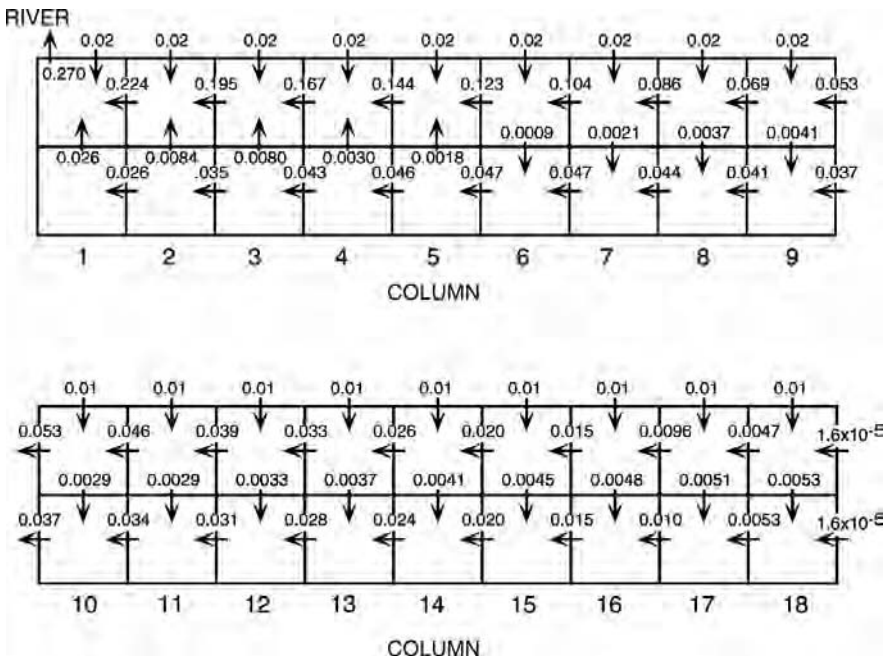 RIVER
0.02 0.02 0.02 0.02 0.02 0.02 0.02 0.02 0.02
0.270 0.224 0.195 0.167 0.144 0.123 0.104 0.086 0.069 0.053
0.0009 0.0021 0.0037 0.0041
0.026 0.0084 0.0080 0.0030 0.0018
0.026 .035 0.043 0.046 0.047 0.047 0.044 0.041 0.037
1 2 3 4 5 6 7 8 9
COLUMN
0.01 0.01 0.01 0.01 0.01 0.01 0.01 0.01 0.01
0.053 0.046 0.039 0.033 0.026 0.020 0.015 0.0096 0.0047 1.6x10-5
0.0029 0.0029 0.0033 0.0037 0.0041 0.0045 0.0048 0.0051 0.0053
0.037 0.034 0.031 0.028 0.024 0.020 0.015 0.010 0.0053 1.6x10-5
10 11 12 13 14 15 16 17 18
COLUMN